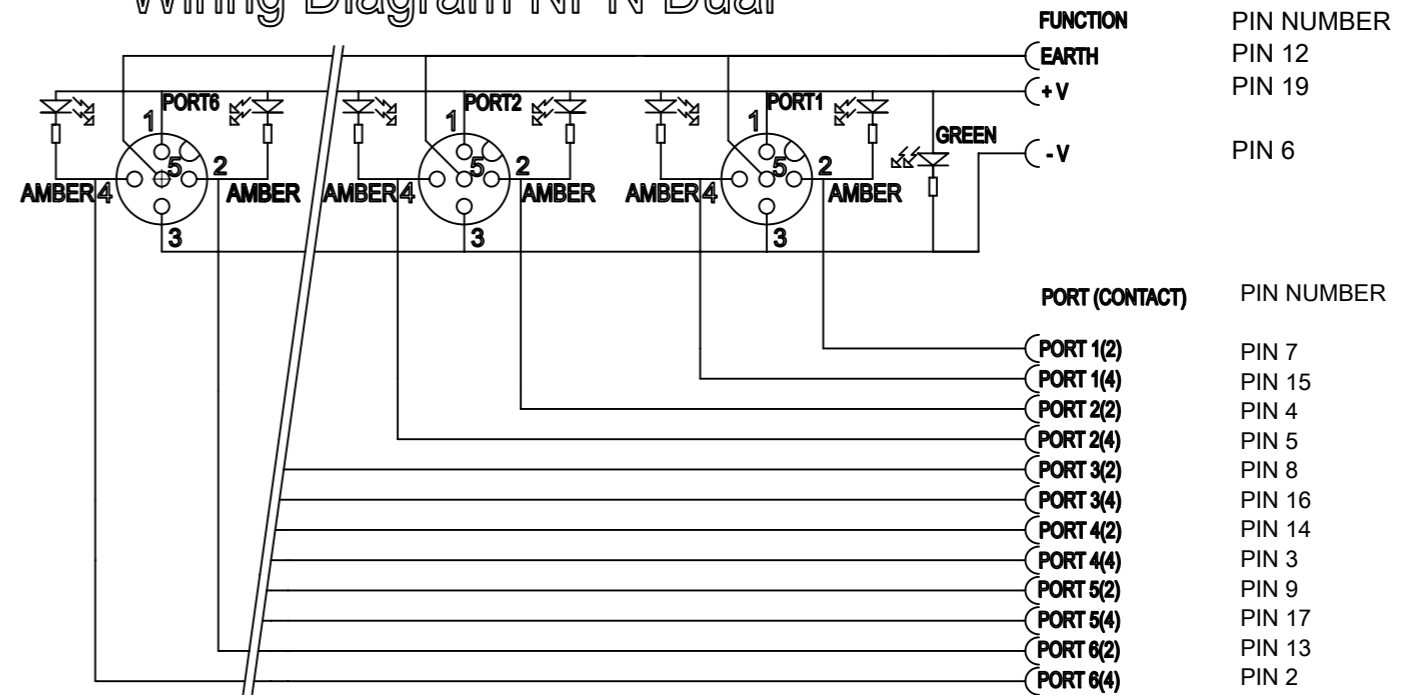 Wiring Diagram NPN Dual
FUNCTION PIN NUMBER
EARTH PIN 12
+ V PIN 19
- V PIN 6
PORT6 PORT2 PORT1
GREEN
1 5 2 1 5 2 1 5 2
AMBER 4 AMBER AMBER 4 AMBER AMBER 4 AMBER
3 3 3
PORT (CONTACT) PIN NUMBER
PORT 1(2) PIN 7
PORT 1(4) PIN 15
PORT 2(2) PIN 4
PORT 2(4) PIN 5
PORT 3(2) PIN 8
PORT 3(4) PIN 16
PORT 4(2) PIN 14
PORT 4(4) PIN 3
PORT 5(2) PIN 9
PORT 5(4) PIN 17
PORT 6(2) PIN 13
PORT 6(4) PIN 2